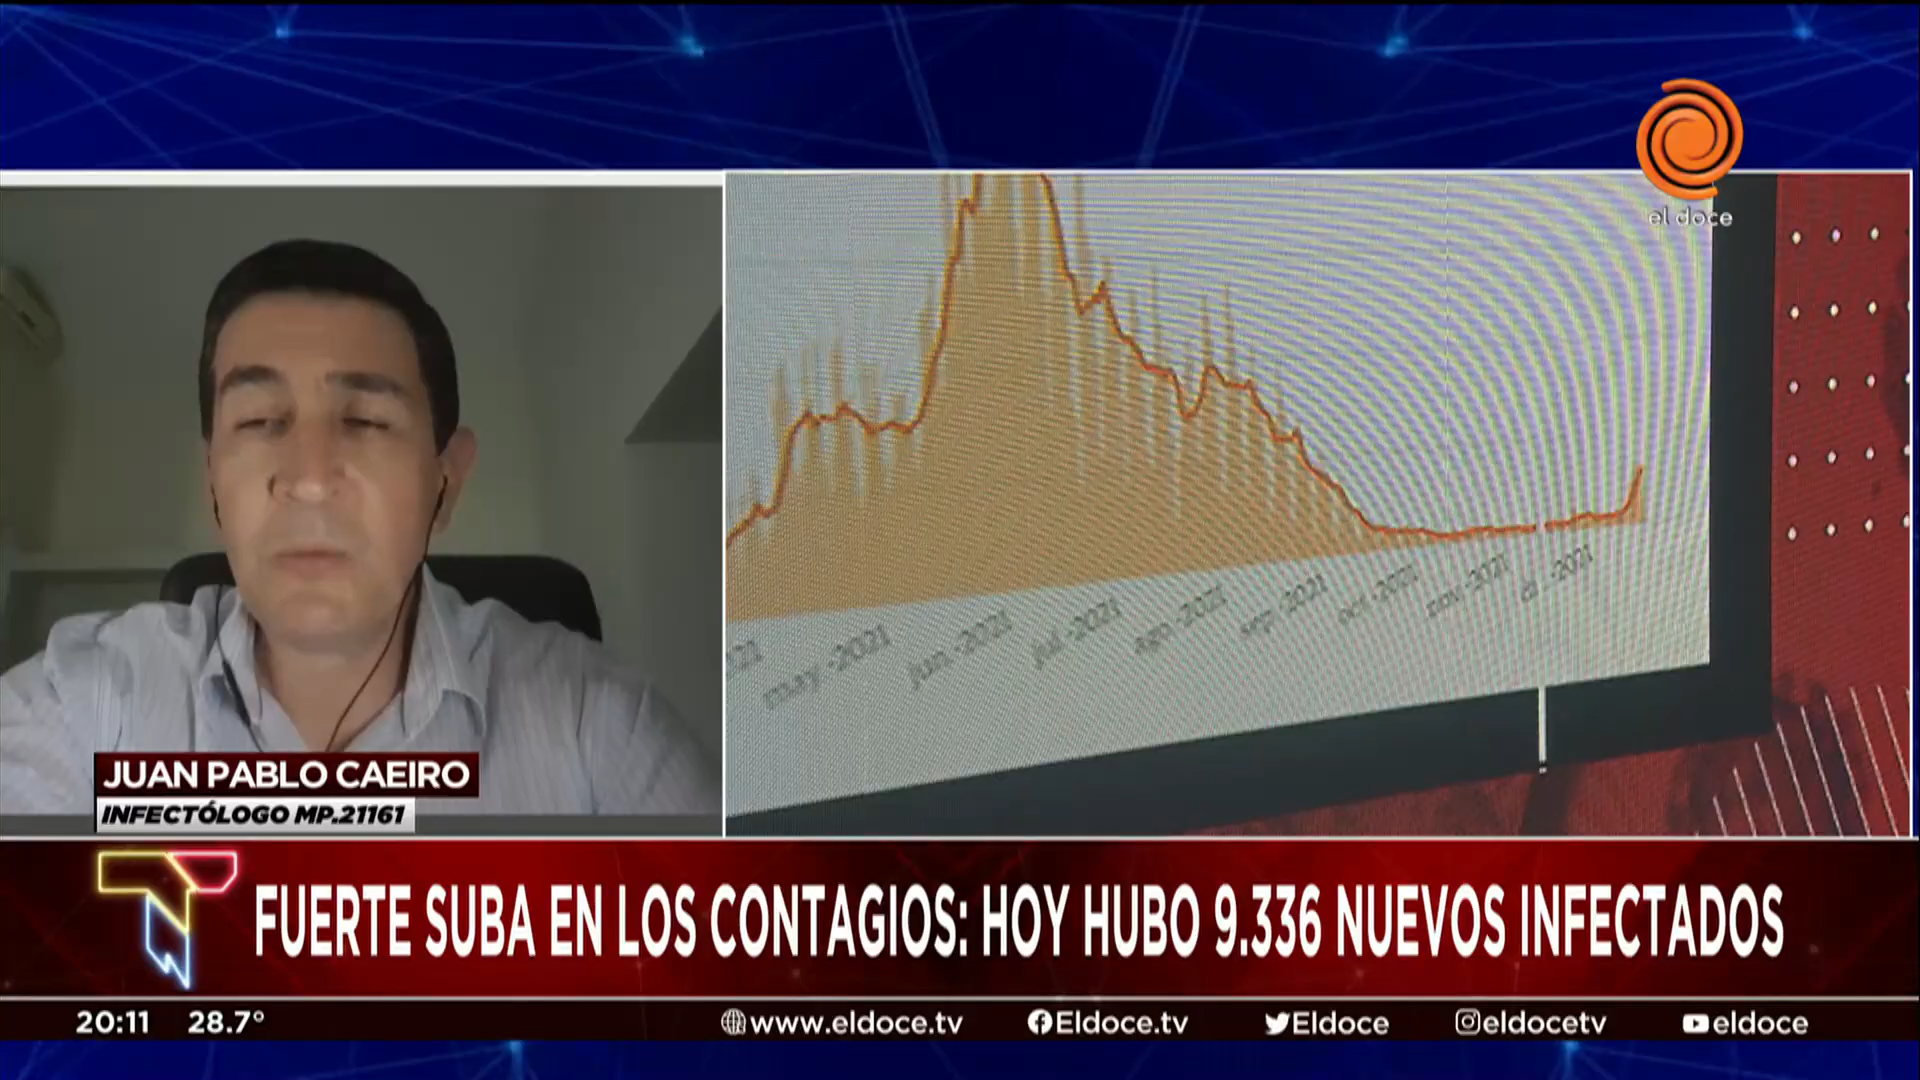 el doce
21
may-2021
jun-2021
jul-2021
ago-2021
sep-2021
oct-2021
nov-2021
-2021
JUAN PABLO CAEIRO
INFECTÓLOGO MP.21161
FUERTE SUBA EN LOS CONTAGIOS: HOY HUBO 9.336 NUEVOS INFECTADOS
20:11 28.7° www.eldoce.tv Eldoce.tv Eldoce eldocetv eldoce